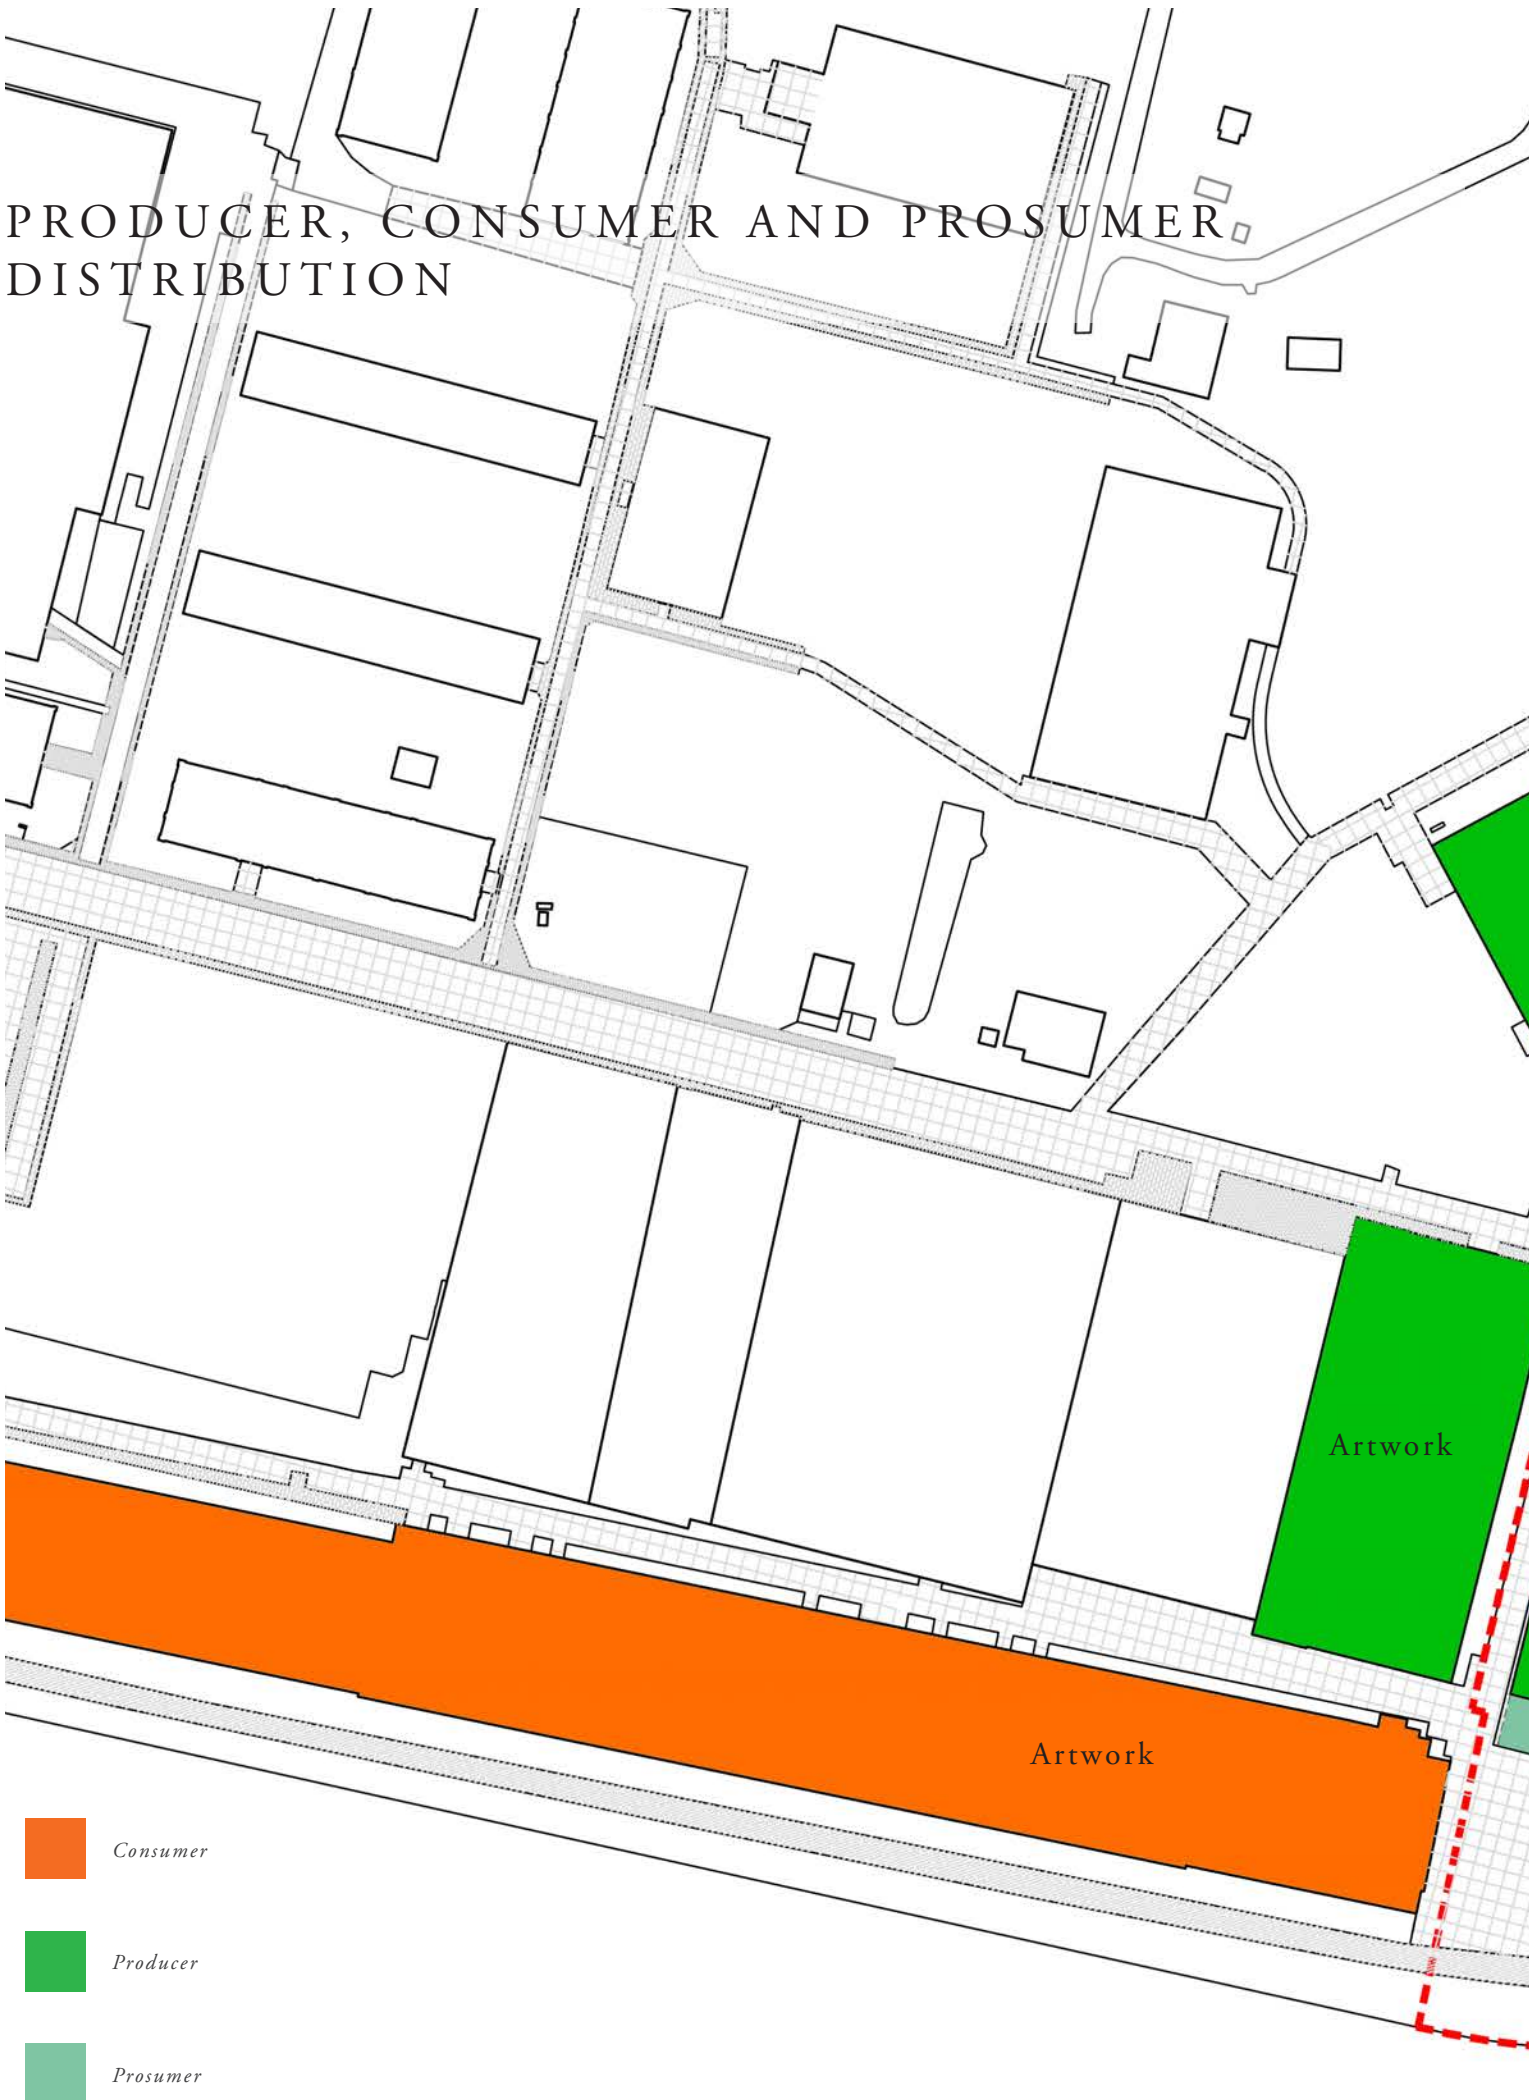 PRODUCER, CONSUMER AND PROSUMER
DISTRIBUTION
Artwork
Artwork
Consumer
Producer
Prosumer